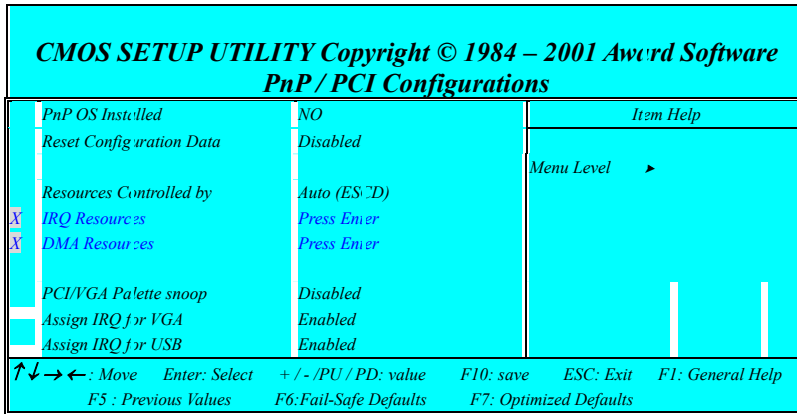 CMOS SETUP UTILITY Copyright © 1984 – 2001 Award Software
PnP / PCI Configurations
PnP OS Installed NO Item Help
Reset Configuration Data Disabled
Menu Level ➤
Resources Controlled by Auto (ESCD)
X IRQ Resources Press Enter
X DMA Resources Press Enter
PCI/VGA Palette snoop Disabled
Assign IRQ for VGA Enabled
Assign IRQ for USB Enabled
↑↓→←: Move Enter: Select + / - /PU / PD: value F10: save ESC: Exit F1: General Help
F5 : Previous Values F6:Fail-Safe Defaults F7: Optimized Defaults